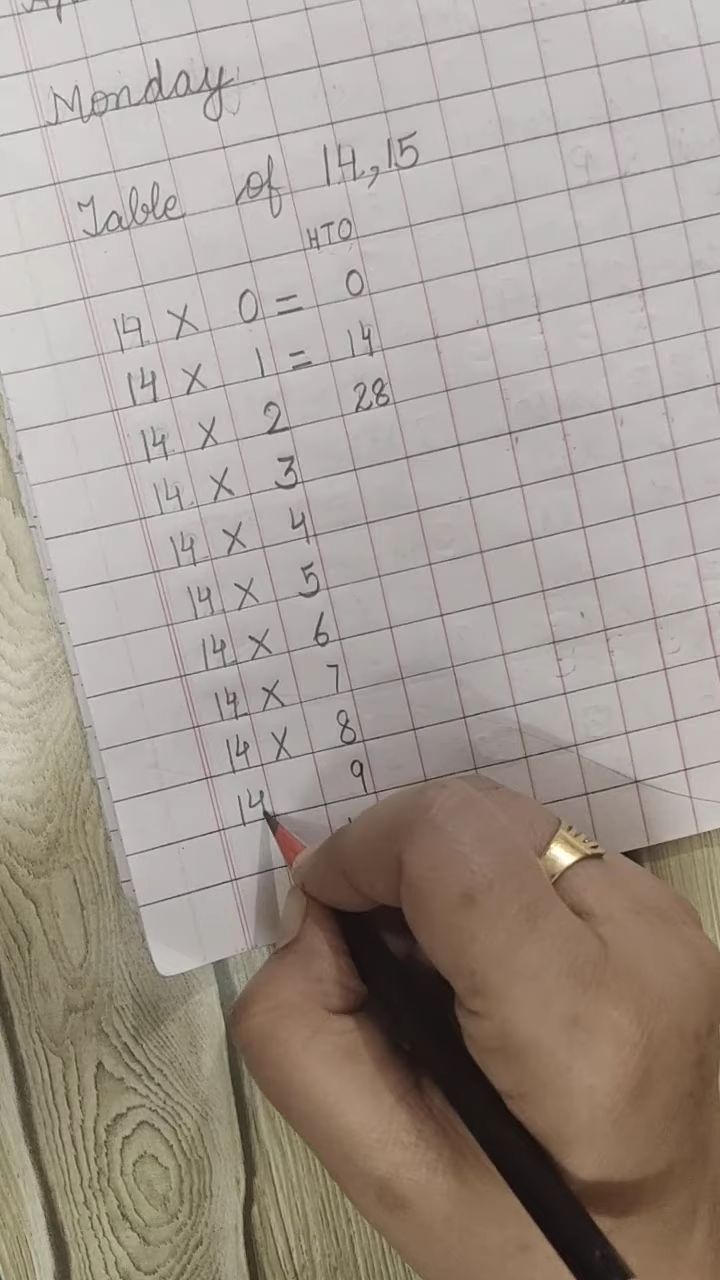 Monday
Table of 14, 15
HTO
14 X 0 = 0
14 X 1 = 14
14 X 2 28
14 X 3
14 X 4
14 X 5
14 X 6
14 X 7
14 X 8
14 9